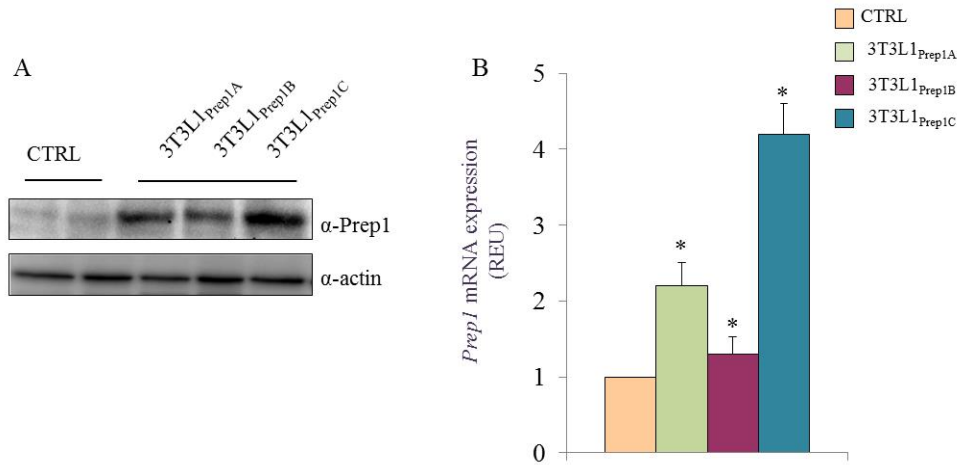 A
CTRL
3T3L1Prep1A
3T3L1Prep1B
3T3L1Prep1C
α-Prep1
α-actin
B
Prep1 mRNA expression
(REU)
5
4
3
2
1
0
*
*
*
CTRL
3T3L1Prep1A
3T3L1Prep1B
3T3L1Prep1C